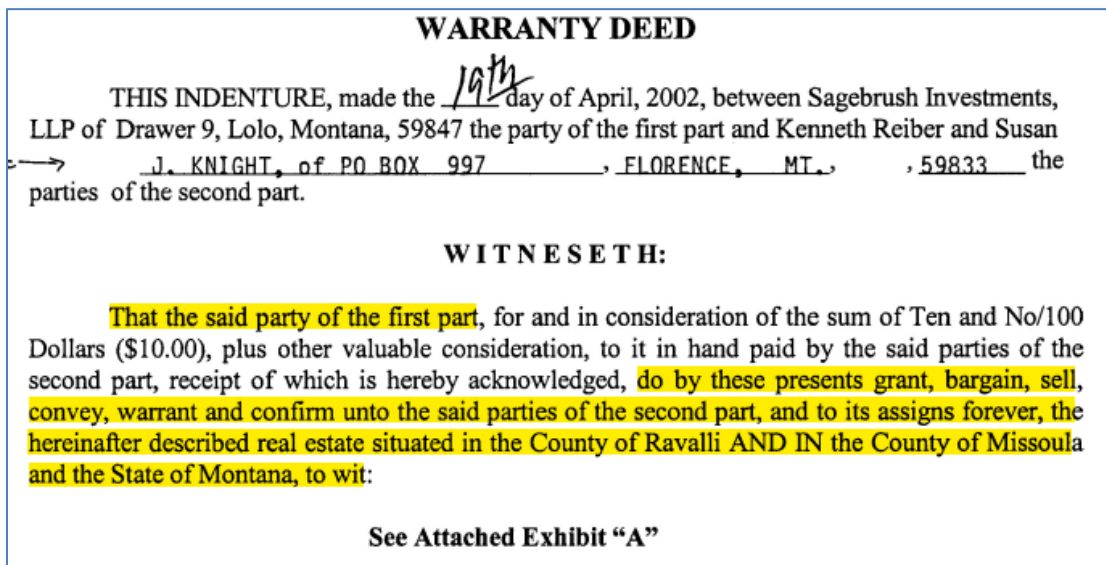 WARRANTY DEED
THIS INDENTURE, made the 19th day of April, 2002, between Sagebrush Investments,
LLP of Drawer 9, Lolo, Montana, 59847 the party of the first part and Kenneth Reiber and Susan
J. KNIGHT, of PO BOX 997 , FLORENCE, MT., , 59833 the
parties of the second part.
W I T N E S E T H:
That the said party of the first part, for and in consideration of the sum of Ten and No/100
Dollars ($10.00), plus other valuable consideration, to it in hand paid by the said parties of the
second part, receipt of which is hereby acknowledged, do by these presents grant, bargain, sell,
convey, warrant and confirm unto the said parties of the second part, and to its assigns forever, the
hereinafter described real estate situated in the County of Ravalli AND IN the County of Missoula
and the State of Montana, to wit:
See Attached Exhibit “A”